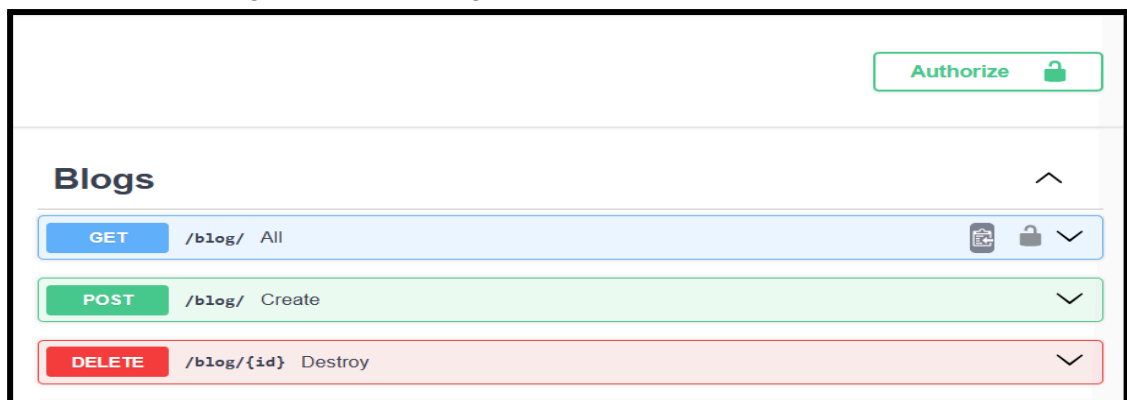 Authorize
Blogs
GET /blog/ All
POST /blog/ Create
DELETE /blog/{id} Destroy